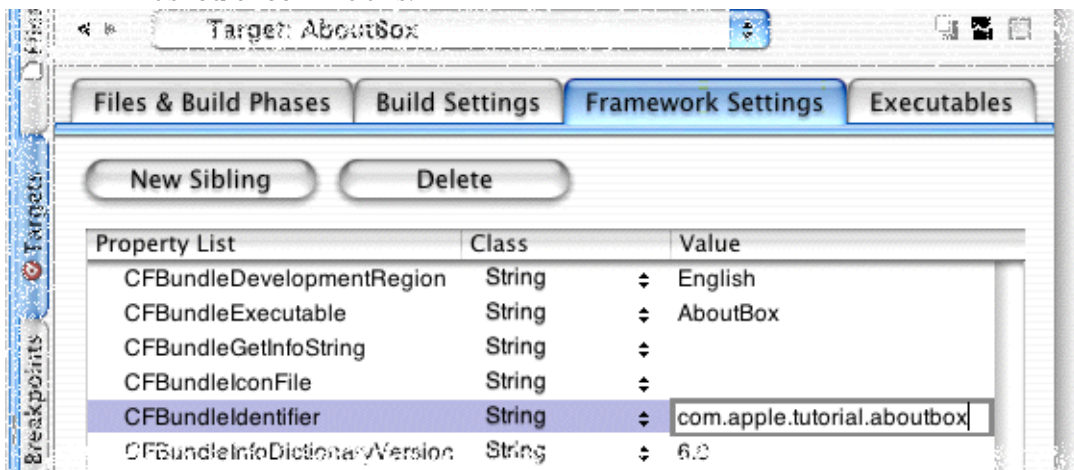 Target: AboutBox
Files & Build Phases Build Settings Framework Settings Executables
New Sibling Delete
Targets
Breakpoints
Property List Class Value
CFBundleDevelopmentRegion String English
CFBundleExecutable String AboutBox
CFBundleGetInfoString String
CFBundleIconFile String
CFBundleIdentifier String com.apple.tutorial.aboutbox
CFBundleInfoDictionaryVersion String 6.0